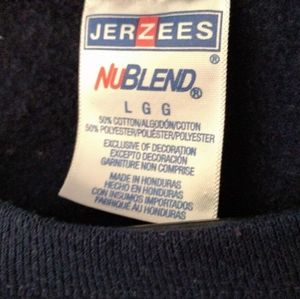 JERZEES
®
NUBLEND®
L G G
50% COTTON/ALGODÓN/COTON
50% POLYESTER/POLIÉSTER/POLYESTER
EXCLUSIVE OF DECORATION
EXCEPTO DECORACIÓN
GARNITURE NON COMPRISE
MADE IN HONDURAS
HECHO EN HONDURAS
CON INSUMOS IMPORTADOS
FABRIQUÉ AU HONDURAS